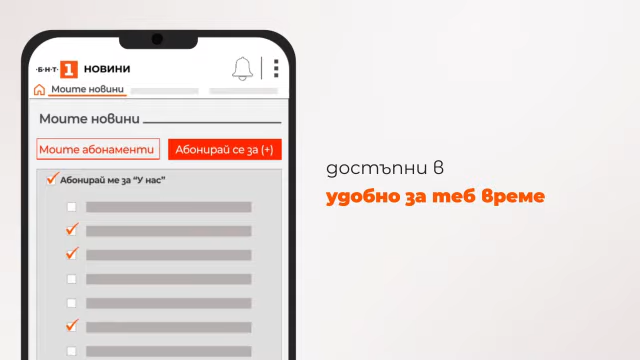 ·Б·Н·Т· 1 НОВИНИ
Моите новини
Моите новини
Моите абонаменти
Абонирай се за (+)
Абонирай ме за “У нас”
достъпни в
удобно за теб време